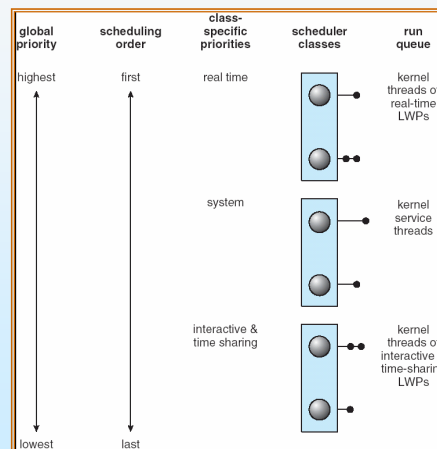 global priority
scheduling order
class-specific priorities
scheduler classes
run queue
highest
first
real time
kernel threads of real-time LWPs
system
kernel service threads
interactive & time sharing
kernel threads of interactive time-sharin LWPs
lowest
last